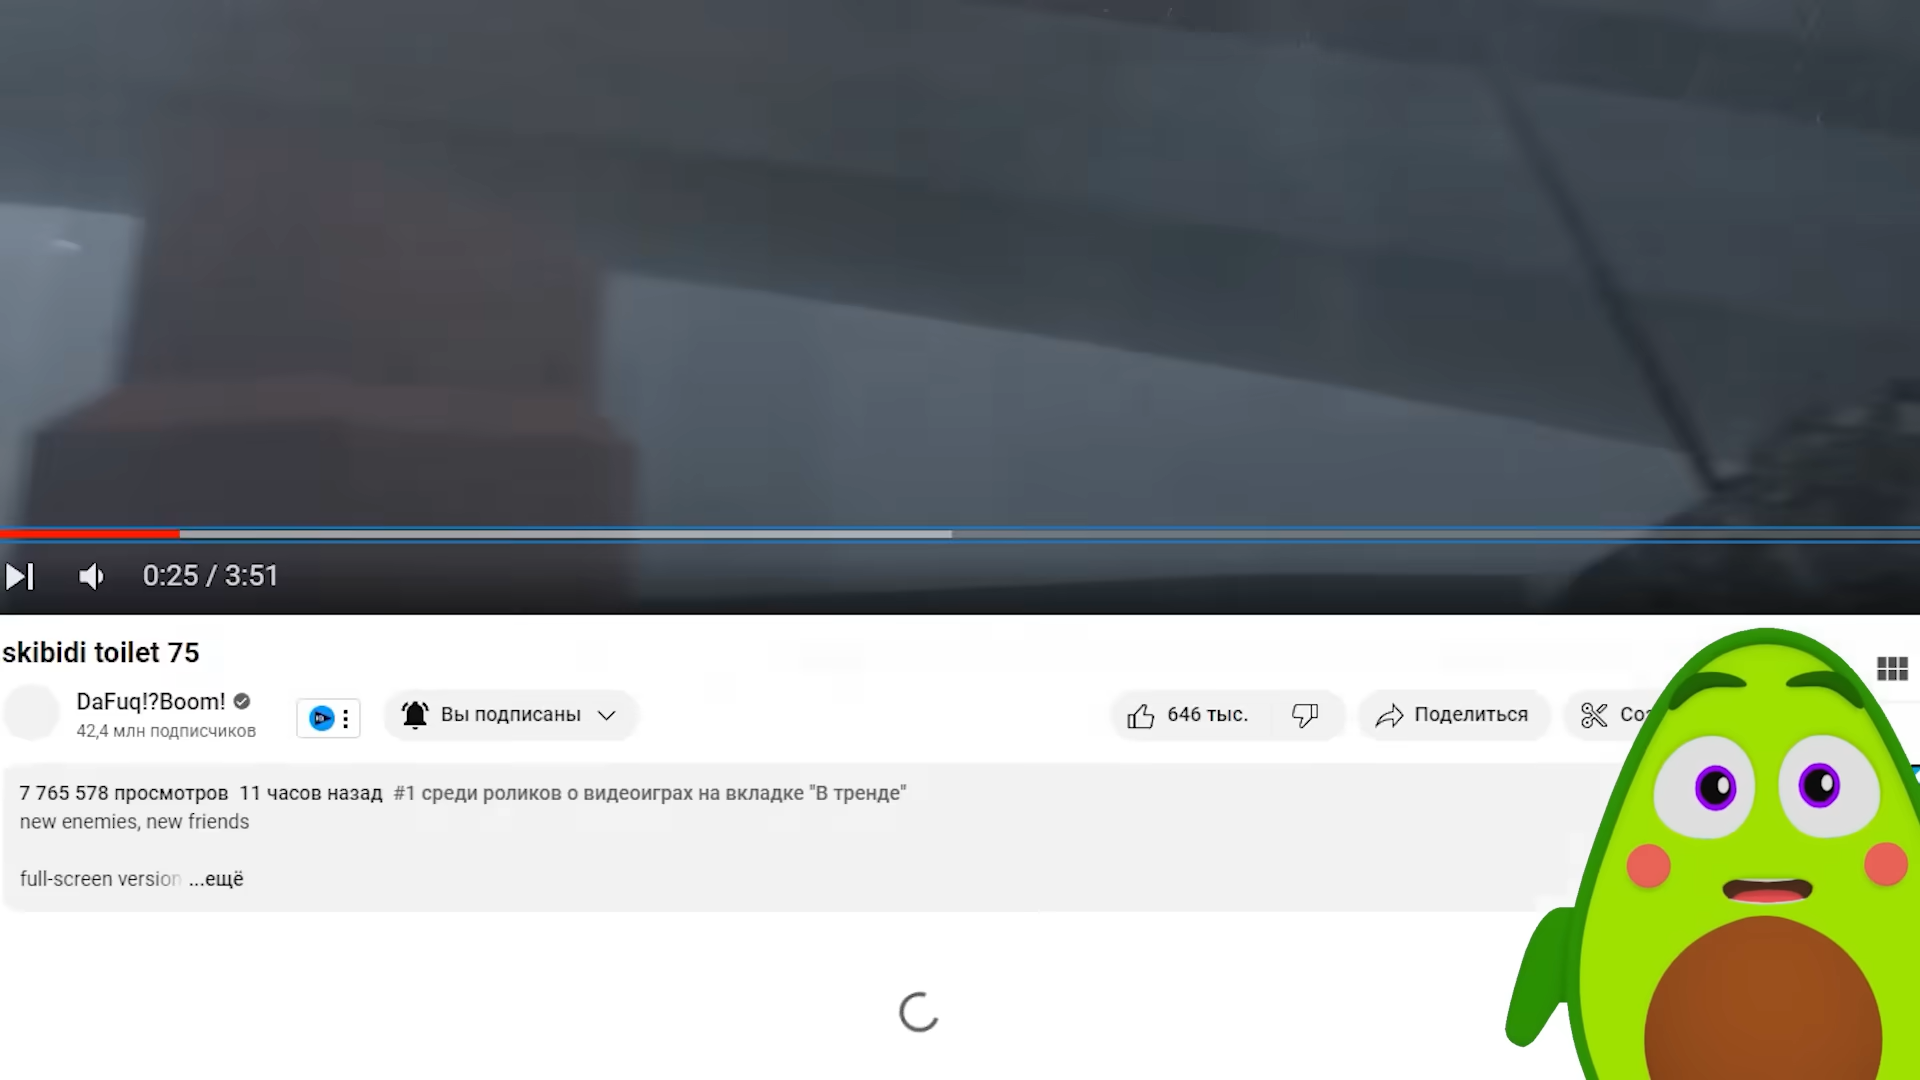 0:25 / 3:51
skibidi toilet 75
DaFuq!?Boom!
42,4 млн подписчиков
Вы подписаны
646 тыс.
Поделиться
7 765 578 просмотров 11 часов назад #1 среди роликов о видеоиграх на вкладке "В тренде"
new enemies, new friends
full-screen version ...ещё